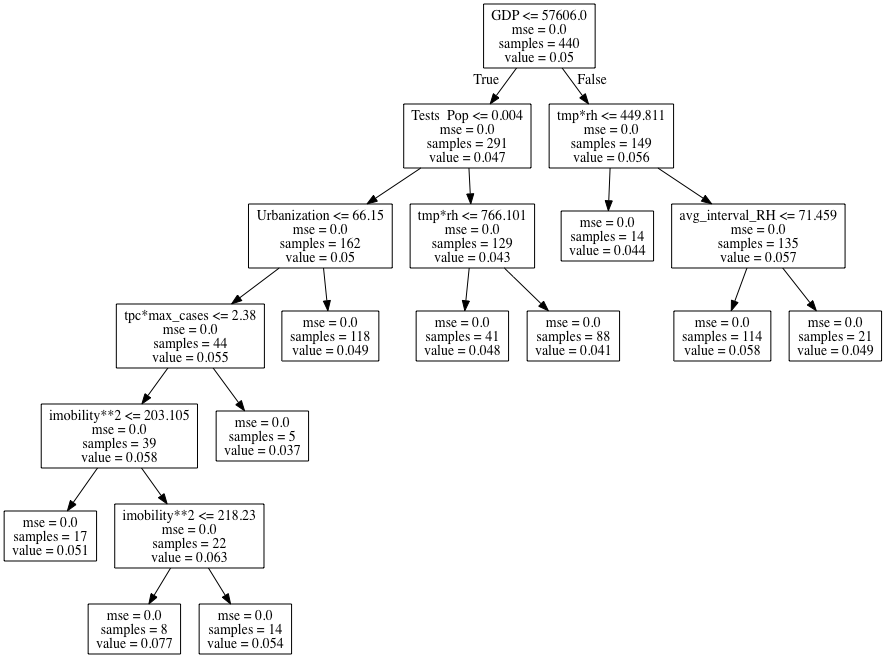 GDP <= 57606.0
mse = 0.0
samples = 440
value = 0.05
True
False
Tests  Pop <= 0.004
mse = 0.0
samples = 291
value = 0.047
tmp*rh <= 449.811
mse = 0.0
samples = 149
value = 0.056
Urbanization <= 66.15
mse = 0.0
samples = 162
value = 0.05
tmp*rh <= 766.101
mse = 0.0
samples = 129
value = 0.043
mse = 0.0
samples = 14
value = 0.044
avg_interval_RH <= 71.459
mse = 0.0
samples = 135
value = 0.057
tpc*max_cases <= 2.38
mse = 0.0
samples = 44
value = 0.055
mse = 0.0
samples = 118
value = 0.049
mse = 0.0
samples = 41
value = 0.048
mse = 0.0
samples = 88
value = 0.041
mse = 0.0
samples = 114
value = 0.058
mse = 0.0
samples = 21
value = 0.049
imobility**2 <= 203.105
mse = 0.0
samples = 39
value = 0.058
mse = 0.0
samples = 5
value = 0.037
mse = 0.0
samples = 17
value = 0.051
imobility**2 <= 218.23
mse = 0.0
samples = 22
value = 0.063
mse = 0.0
samples = 8
value = 0.077
mse = 0.0
samples = 14
value = 0.054